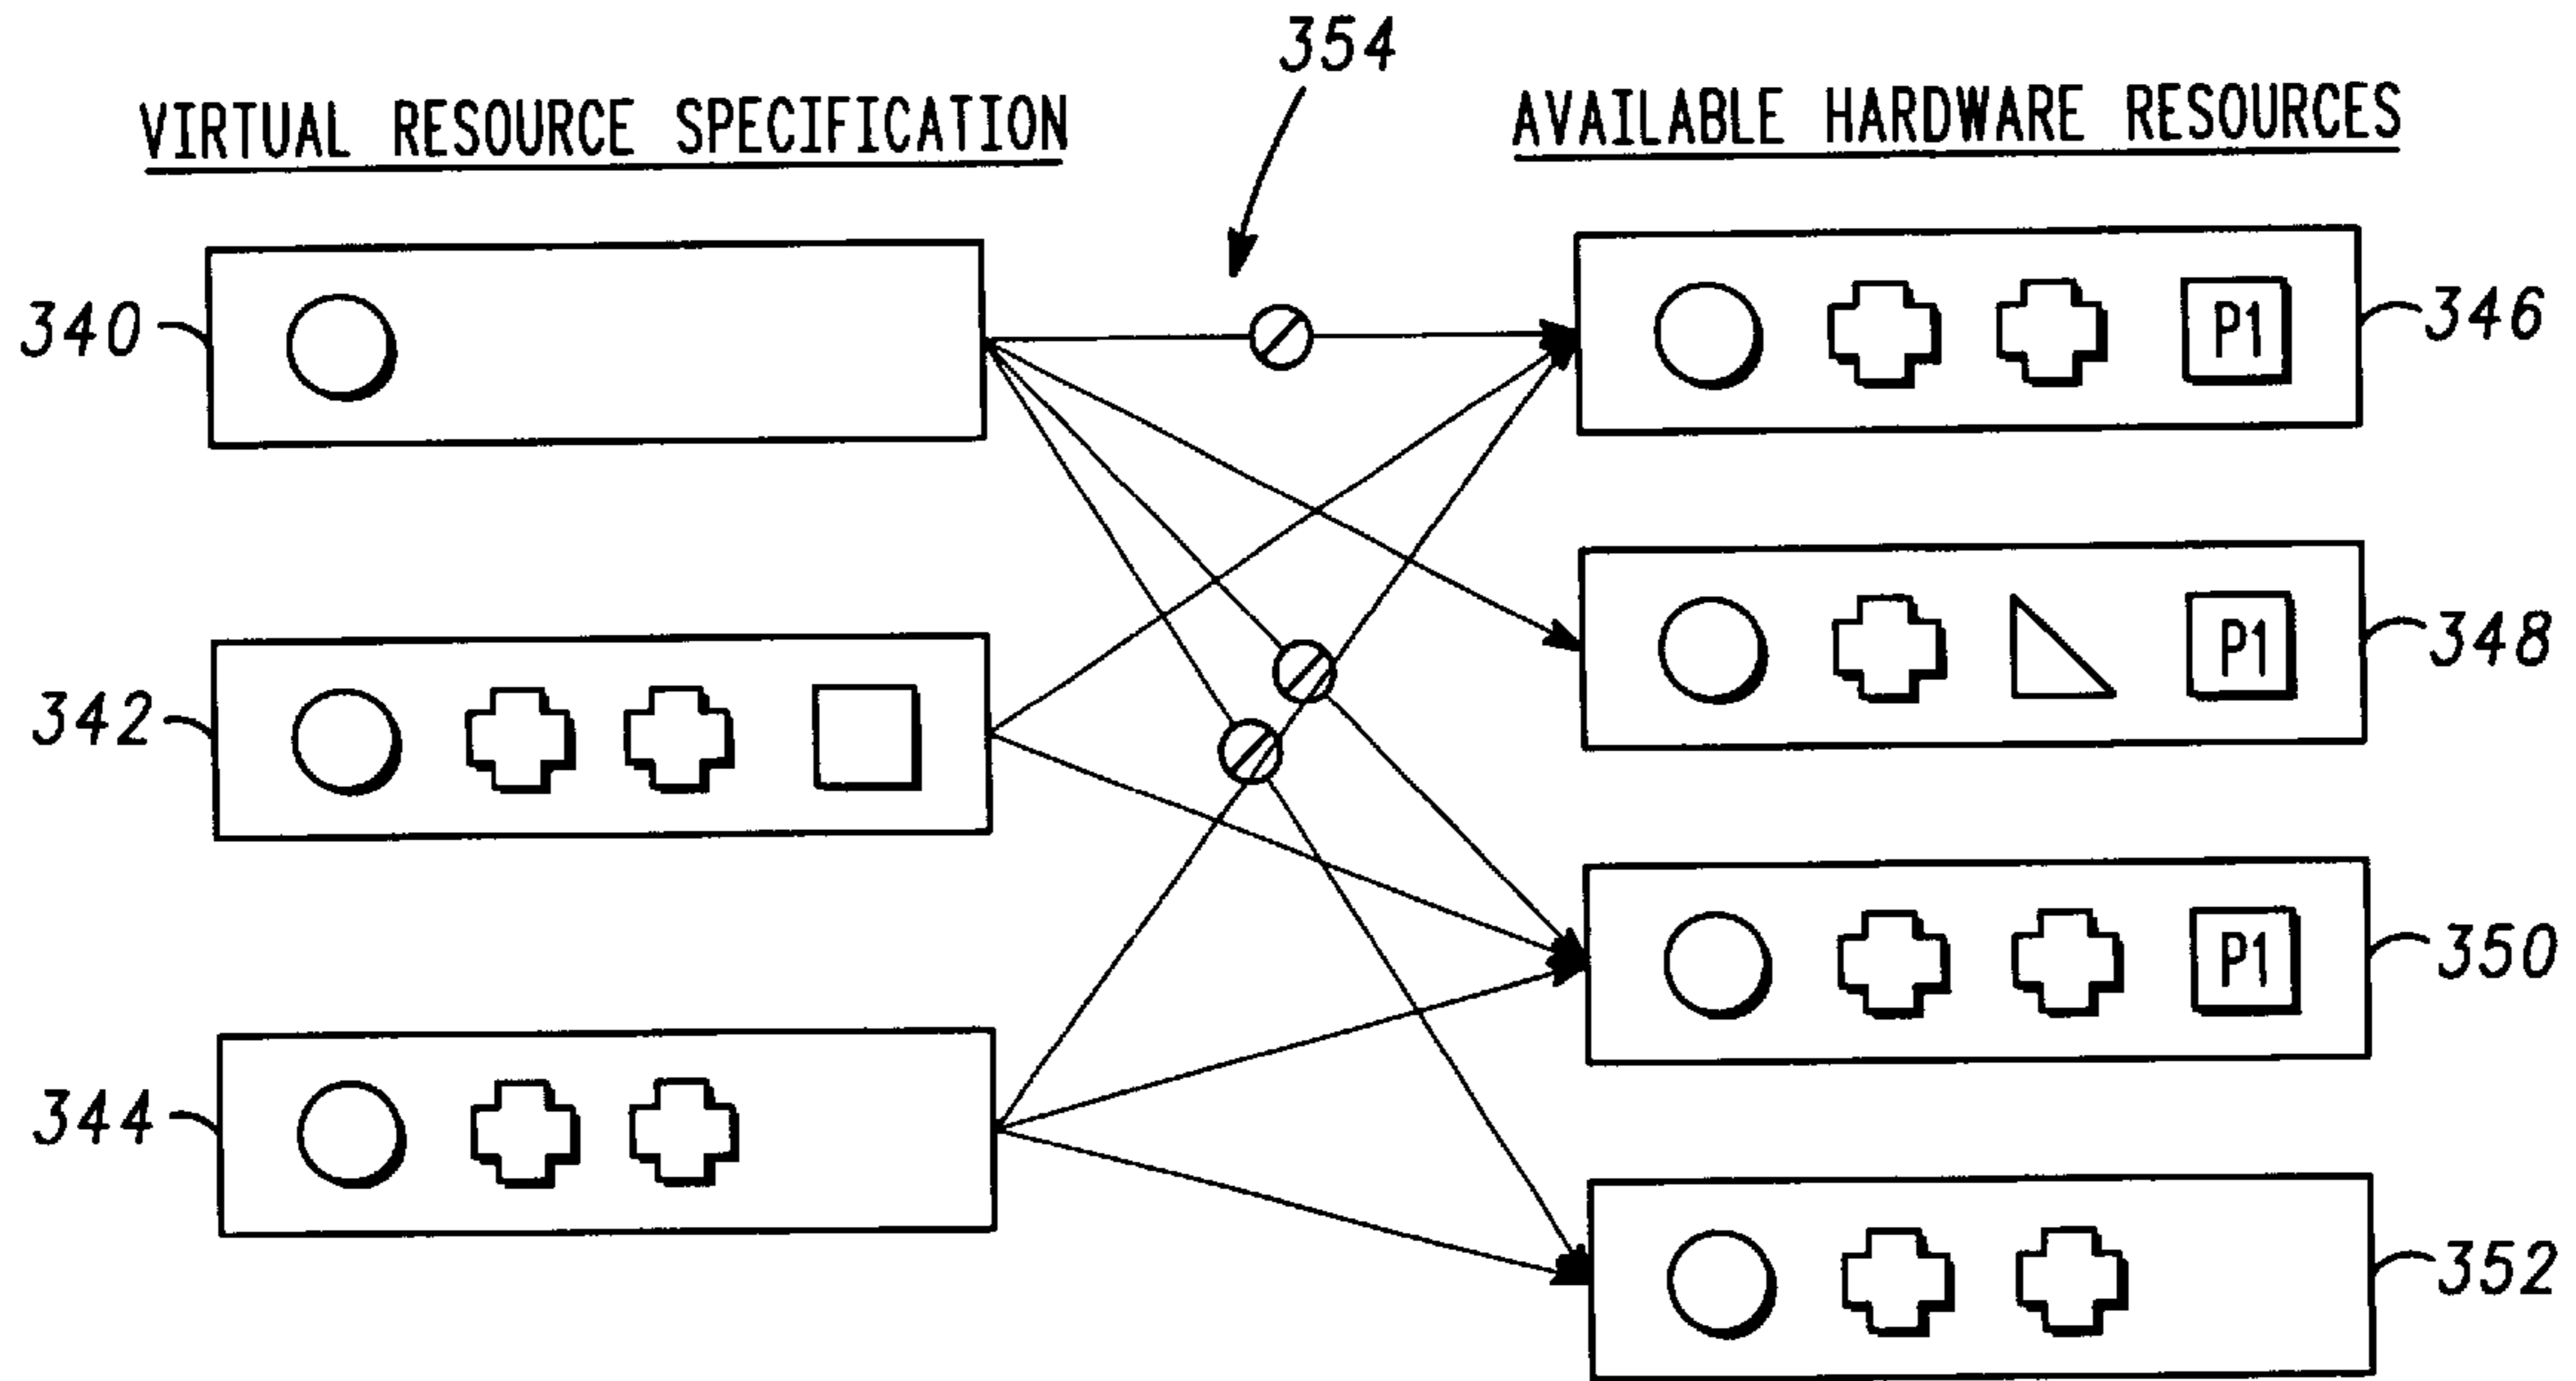 354
VIRTUAL RESOURCE SPECIFICATION
AVAILABLE HARDWARE RESOURCES
340
P1
346
P1
348
342
P1
350
344
352